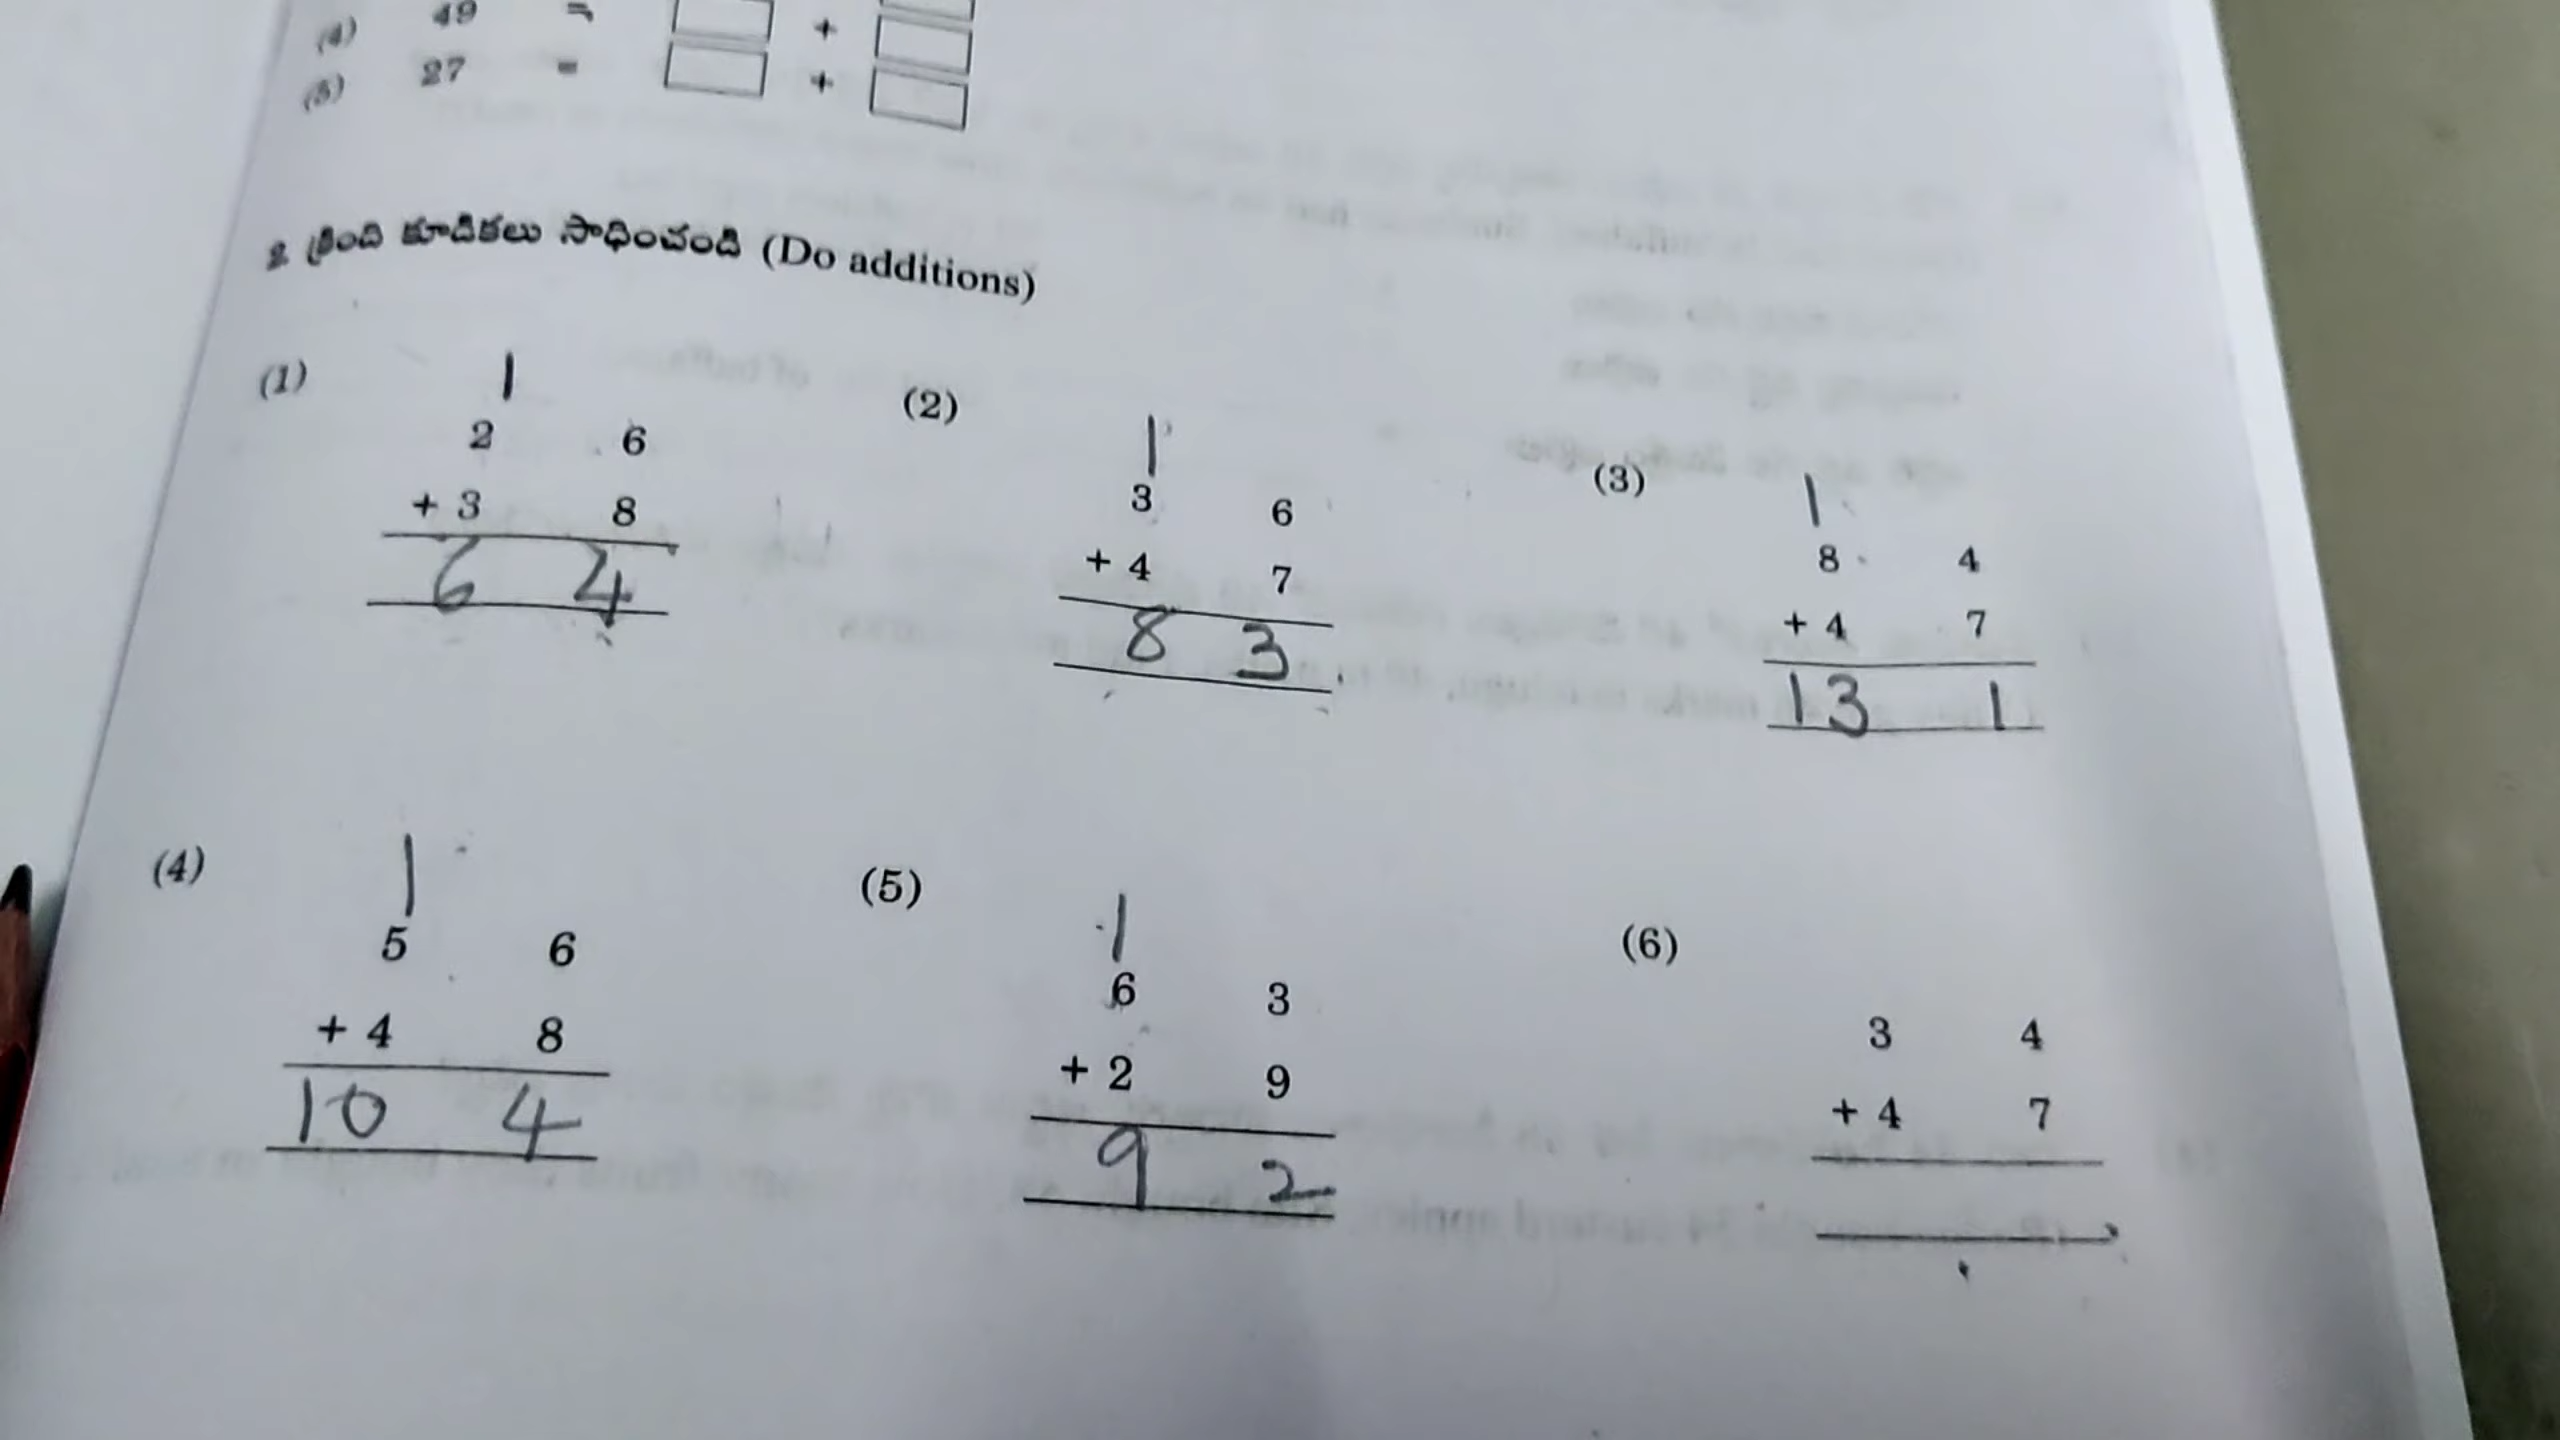 (4) 49 = +
(5) 27 = +
2. క్రింది కూడికలు సాధించండి (Do additions)
(1) 1
2 6
+ 3 8
6 4
(2) 1
3 6
+ 4 7
8 3
(3) 1
8 4
+ 4 7
13 1
(4) 1
5 6
+ 4 8
10 4
(5) 1
6 3
+ 2 9
9 2
(6)
3 4
+ 4 7